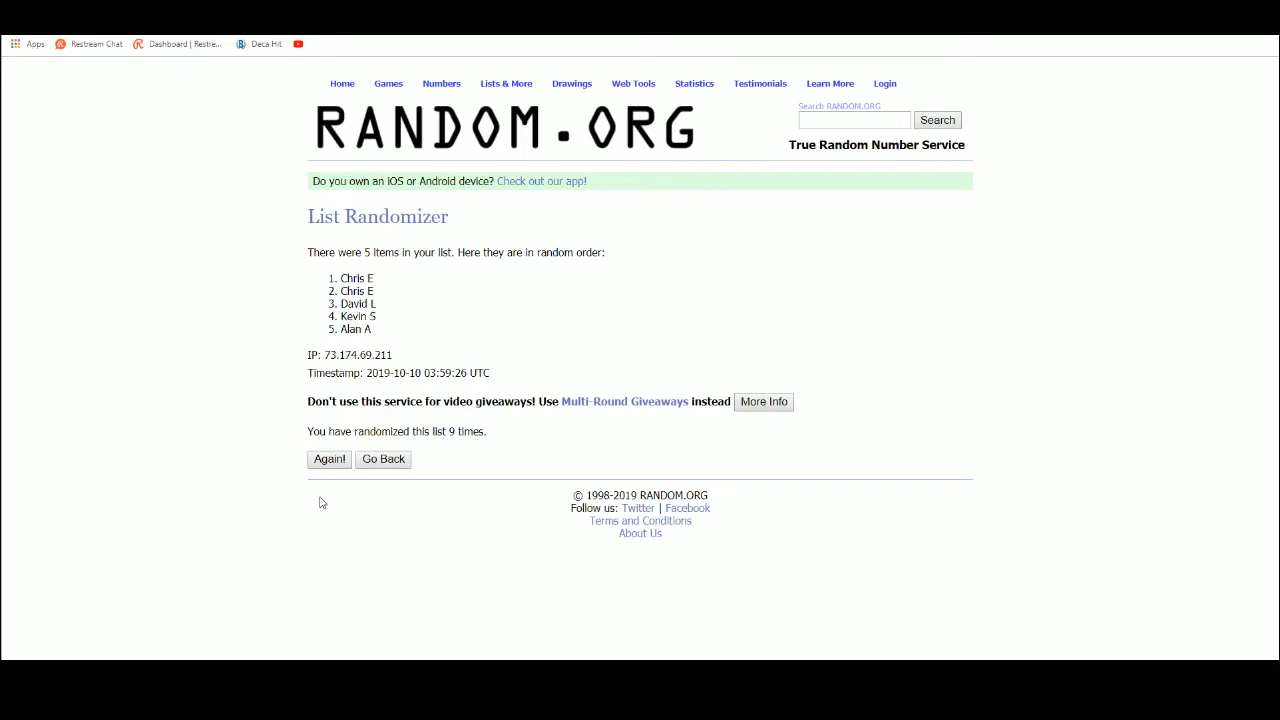 Apps Restream Chat Dashboard | Restre... Deca Hit
Home Games Numbers Lists & More Drawings Web Tools Statistics Testimonials Learn More Login
RANDOM.ORG
Search RANDOM.ORG
Search
True Random Number Service
Do you own an iOS or Android device? Check out our app!
List Randomizer
There were 5 items in your list. Here they are in random order:
1. Chris E
2. Chris E
3. David L
4. Kevin S
5. Alan A
IP: 73.174.69.211
Timestamp: 2019-10-10 03:59:26 UTC
Don't use this service for video giveaways! Use Multi-Round Giveaways instead More Info
You have randomized this list 9 times.
Again! Go Back
© 1998-2019 RANDOM.ORG
Follow us: Twitter | Facebook
Terms and Conditions
About Us